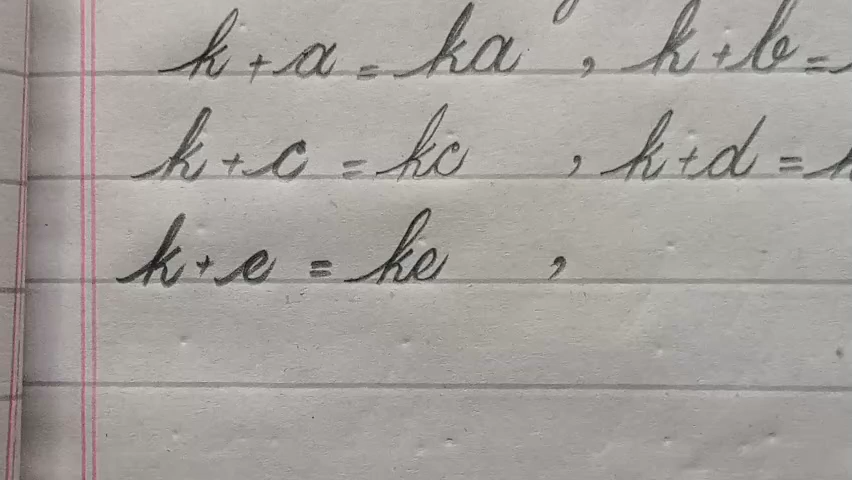 k + a = ka , k + b =
k + c = kc , k + d =
k + e = ke ,